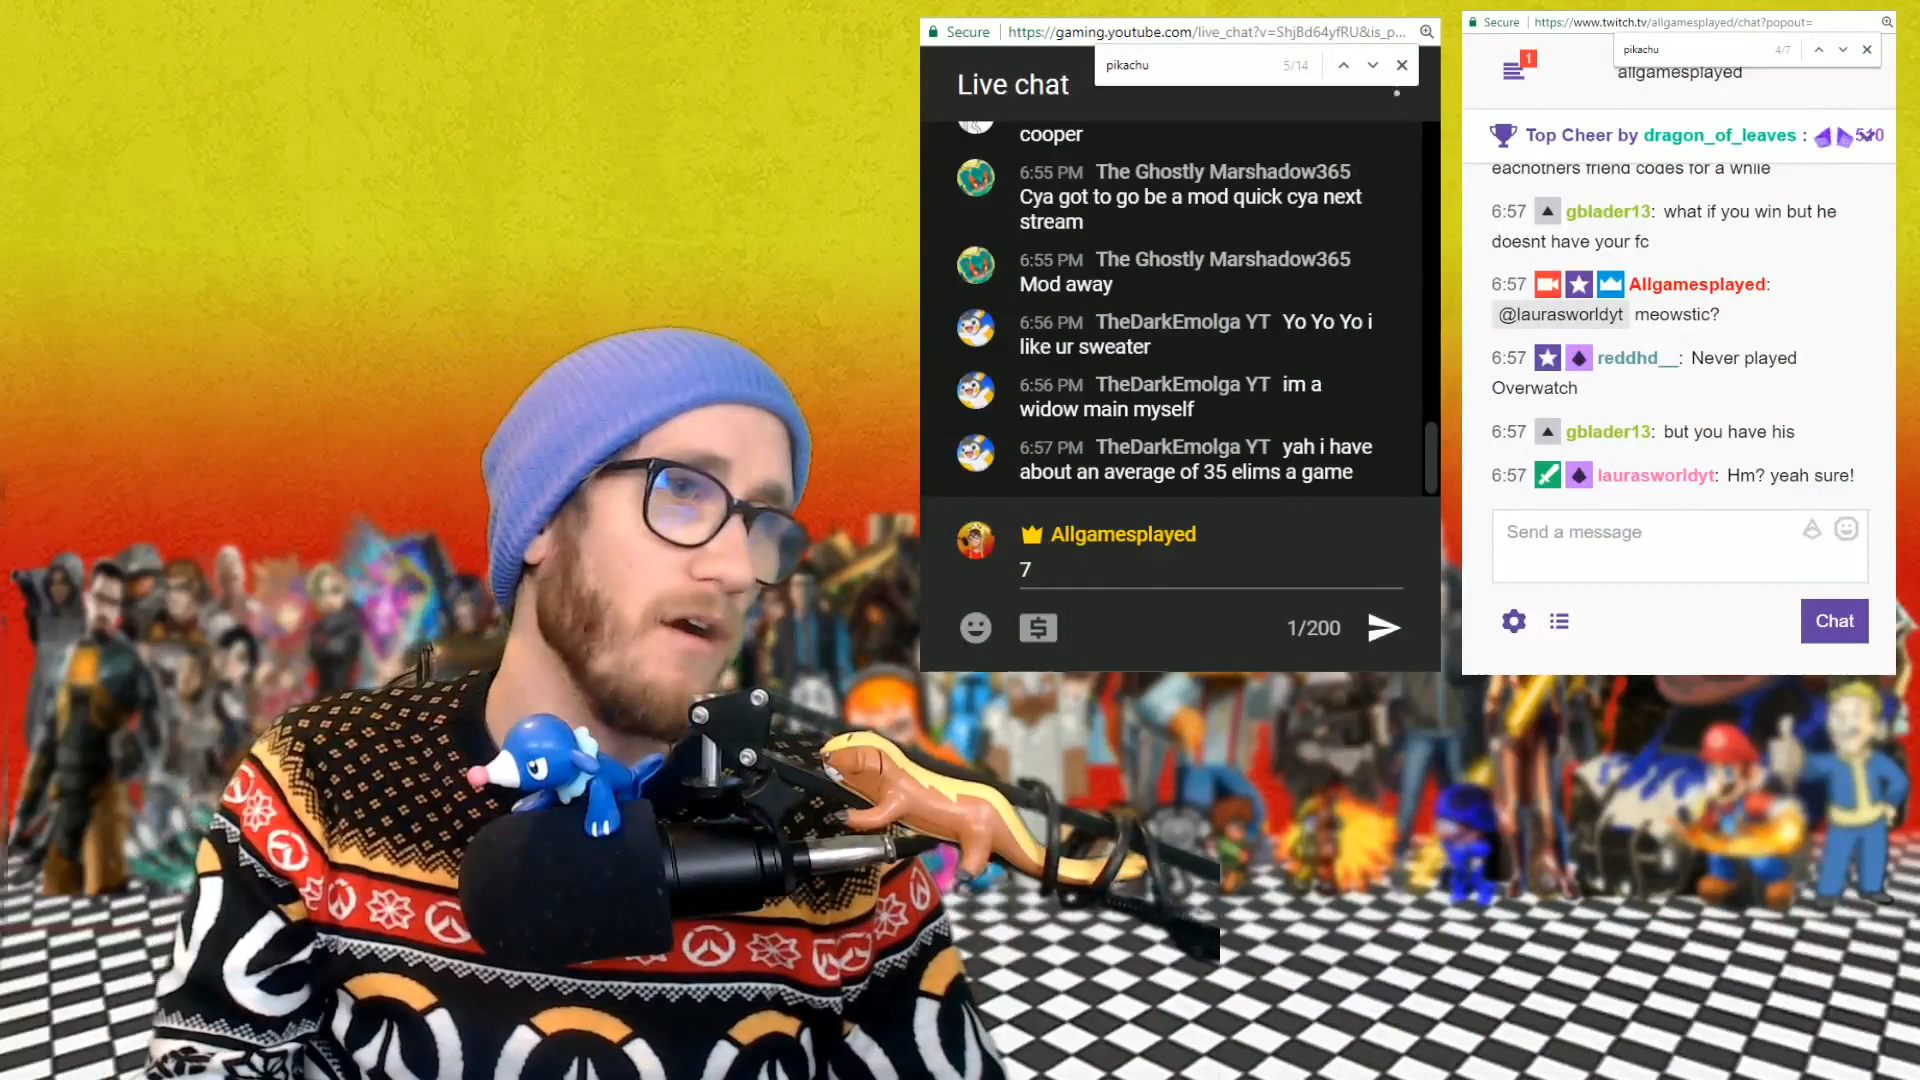 Secure https://gaming.youtube.com/live_chat?v=ShjBd64yfRU&is_p...
pikachu 5/14
Live chat
cooper
6:55 PM The Ghostly Marshadow365
Cya got to go be a mod quick cya next
stream
6:55 PM The Ghostly Marshadow365
Mod away
6:56 PM TheDarkEmolga YT Yo Yo Yo i
like ur sweater
6:56 PM TheDarkEmolga YT im a
widow main myself
6:57 PM TheDarkEmolga YT yah i have
about an average of 35 elims a game
Allgamesplayed
7
1/200
Secure https://www.twitch.tv/allgamesplayed/chat?popout=
pikachu 4/7
1
allgamesplayed
Top Cheer by dragon_of_leaves : 510
eachothers friend codes for a while
6:57 gblader13: what if you win but he
doesnt have your fc
6:57 Allgamesplayed:
@laurasworldyt meowstic?
6:57 reddhd__: Never played
Overwatch
6:57 gblader13: but you have his
6:57 laurasworldyt: Hm? yeah sure!
Send a message
Chat